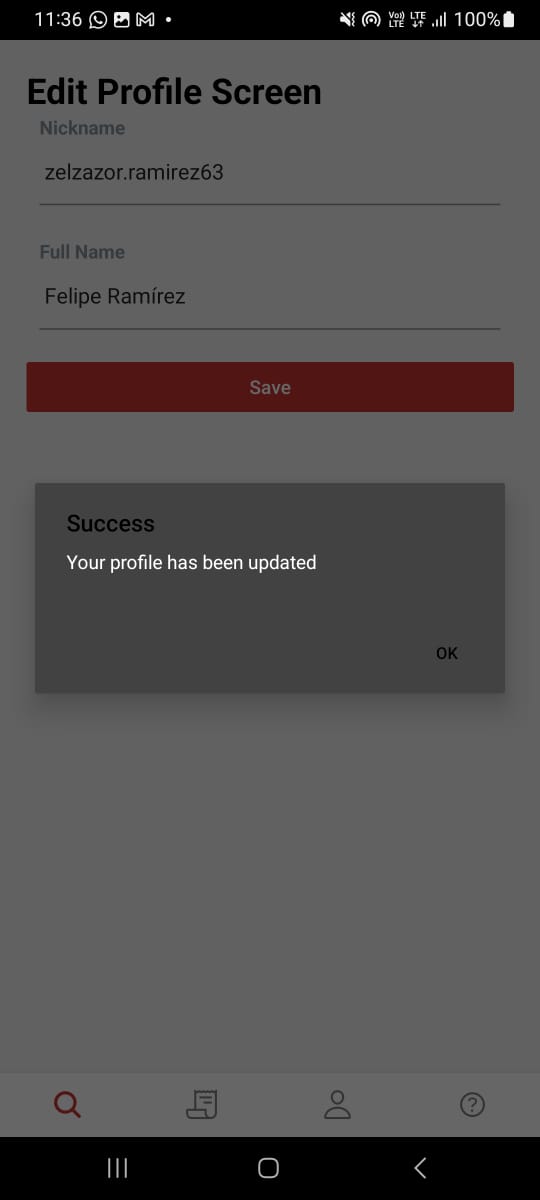 11:36
Vo) LTE
LTE
100%
Edit Profile Screen
Nickname
zelzazor.ramirez63
Full Name
Felipe Ramírez
Save
Success
Your profile has been updated
OK